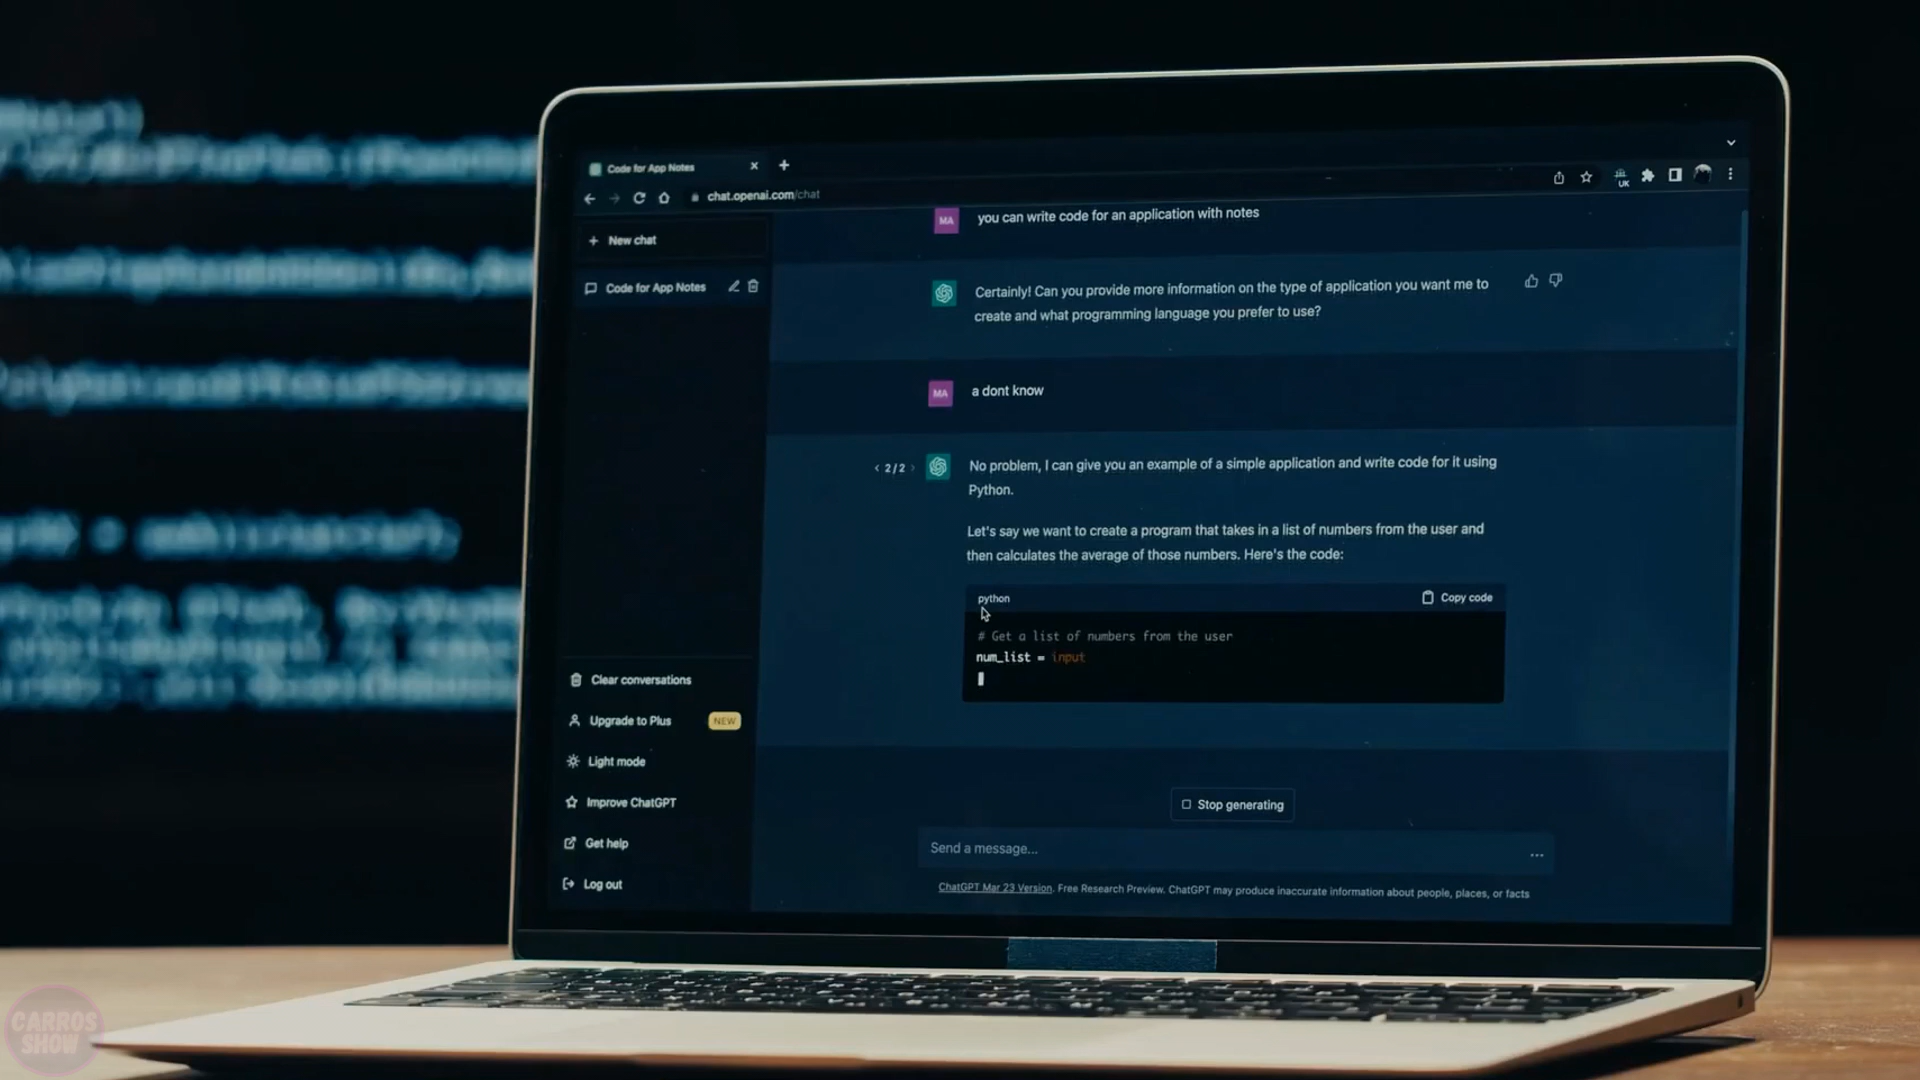 Code for App Notes
chat.openai.com/chat
UK
New chat
Code for App Notes
MA
you can write code for an application with notes
Certainly! Can you provide more information on the type of application you want me to
create and what programming language you prefer to use?
MA
a dont know
2/2
No problem, I can give you an example of a simple application and write code for it using
Python.
Let's say we want to create a program that takes in a list of numbers from the user and
then calculates the average of those numbers. Here's the code:
python
Copy code
# Get a list of numbers from the user
num_list = input
Clear conversations
Upgrade to Plus
NEW
Light mode
Improve ChatGPT
Get help
Log out
Stop generating
Send a message...
ChatGPT Mar 23 Version. Free Research Preview. ChatGPT may produce inaccurate information about people, places, or facts
CARROS
SHOW